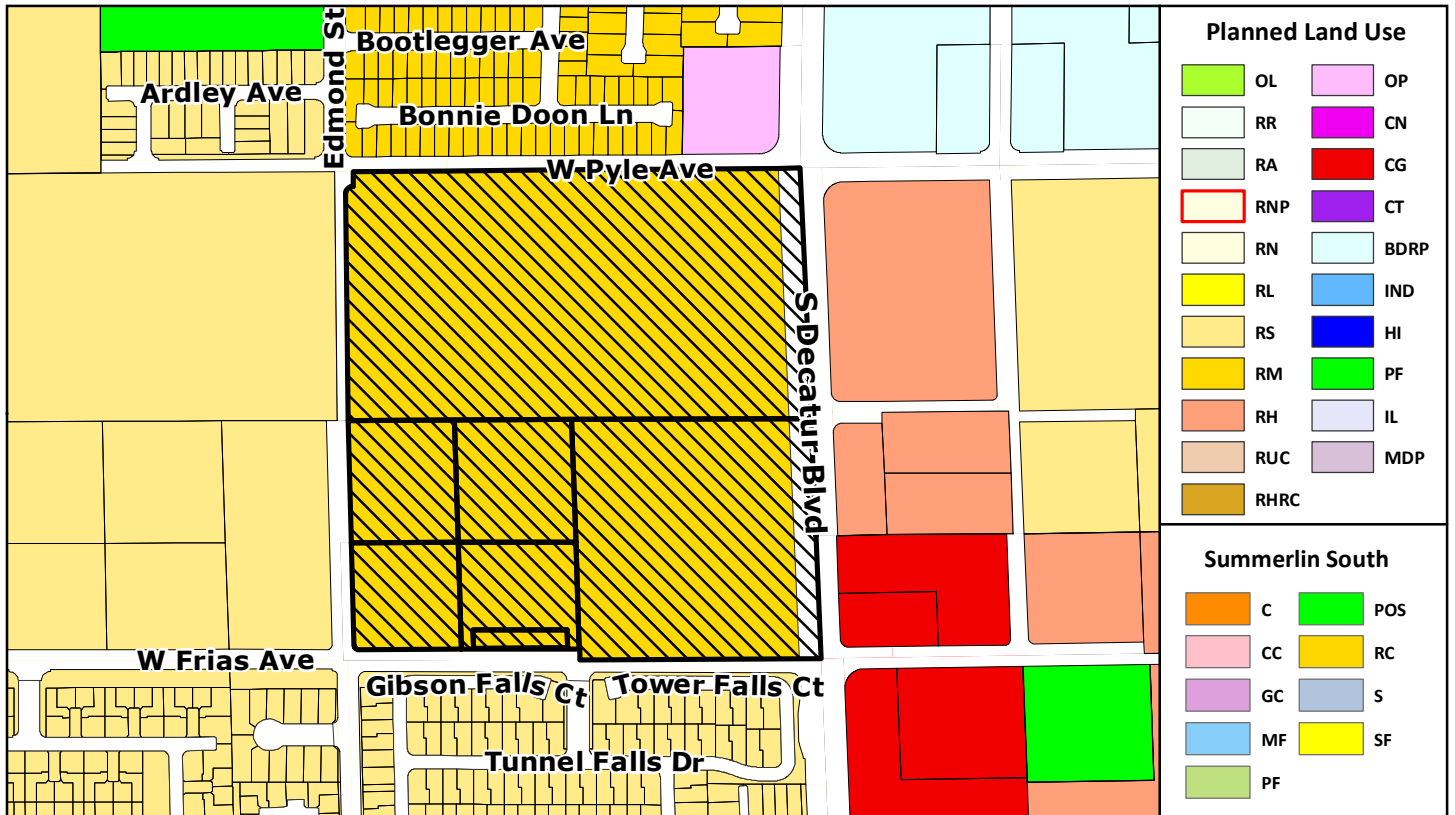 Edmond St
Bootlegger Ave
Ardley Ave
Bonnie Doon Ln
W Pyle Ave
S Decatur Blvd
W Frias Ave
Gibson Falls Ct
Tower Falls Ct
Tunnel Falls Dr
Planned Land Use
OL
RR
RA
RNP
RN
RL
RS
RM
RH
RUC
RHRC
OP
CN
CG
CT
BDRP
IND
HI
PF
IL
MDP
Summerlin South
C
CC
GC
MF
PF
POS
RC
S
SF